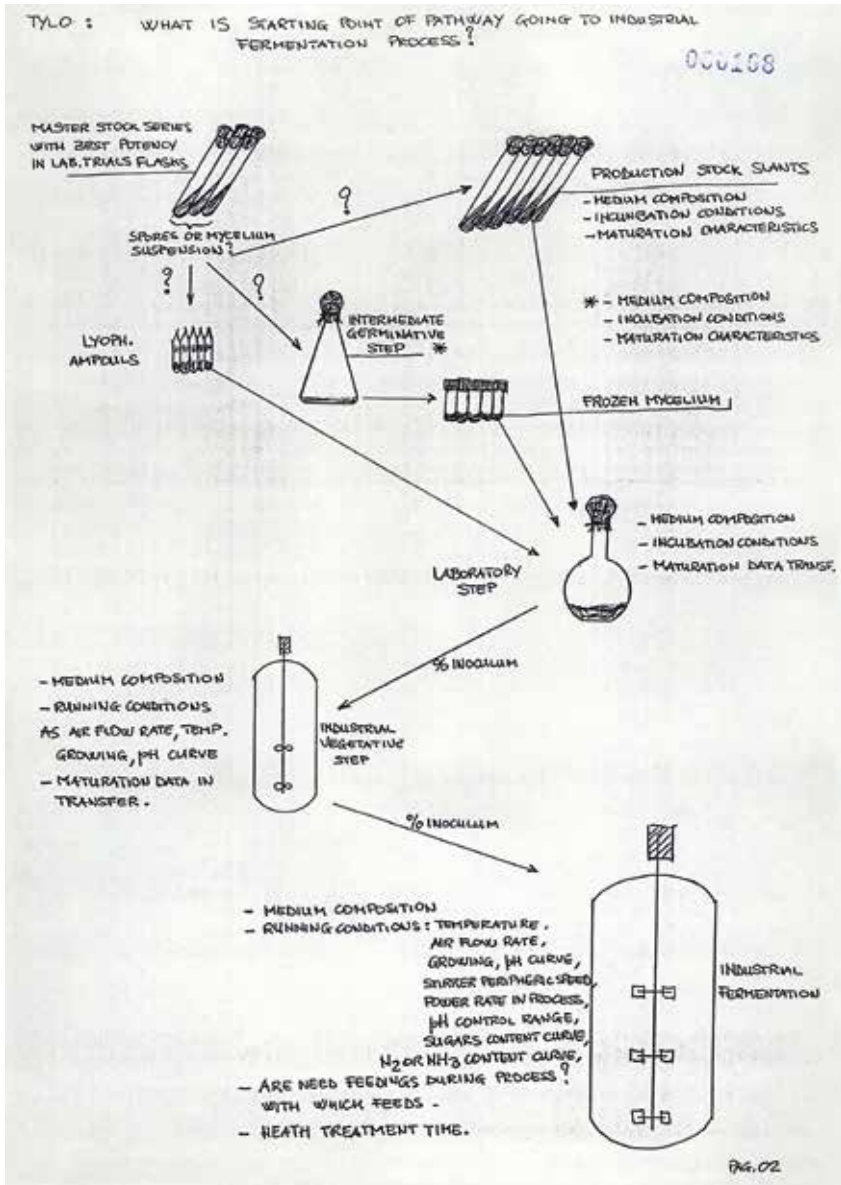 TYLO : WHAT IS STARTING POINT OF PATHWAY GOING TO INDUSTRIAL
FERMENTATION PROCESS?
000108
MASTER STOCK SERIES
WITH BEST POTENCY
IN LAB. TRIALS FLASKS
SPORES OR MYCELIUM
SUSPENSION?
?
PRODUCTION STOCK SLANTS
- MEDIUM COMPOSITION
- INCUBATION CONDITIONS
- MATURATION CHARACTERISTICS
?
?
LYOPH.
AMPOULS
INTERMEDIATE
GERMINATIVE
STEP *
* - MEDIUM COMPOSITION
- INCUBATION CONDITIONS
- MATURATION CHARACTERISTICS
FROZEN MYCELIUM
LABORATORY
STEP
- MEDIUM COMPOSITION
- INCUBATION CONDITIONS
- MATURATION DATA TRANSF.
% INOCULUM
- MEDIUM COMPOSITION
- RUNNING CONDITIONS
AS AIR FLOW RATE, TEMP.
GROWING, pH CURVE
- MATURATION DATA IN
TRANSFER.
INDUSTRIAL
VEGETATIVE
STEP
% INOCULUM
- MEDIUM COMPOSITION
- RUNNING CONDITIONS : TEMPERATURE.
AIR FLOW RATE,
GROWING, pH CURVE,
STIRRER PERIPHERIC SPEED,
POWER RATE IN PROCESS,
pH CONTROL RANGE,
SUGARS CONTENT CURVE,
N2 OR NH3 CONTENT CURVE,
- ARE NEED FEEDINGS DURING PROCESS?
WITH WHICH FEEDS -
- HEATH TREATMENT TIME.
INDUSTRIAL
FERMENTATION
PAG. 02